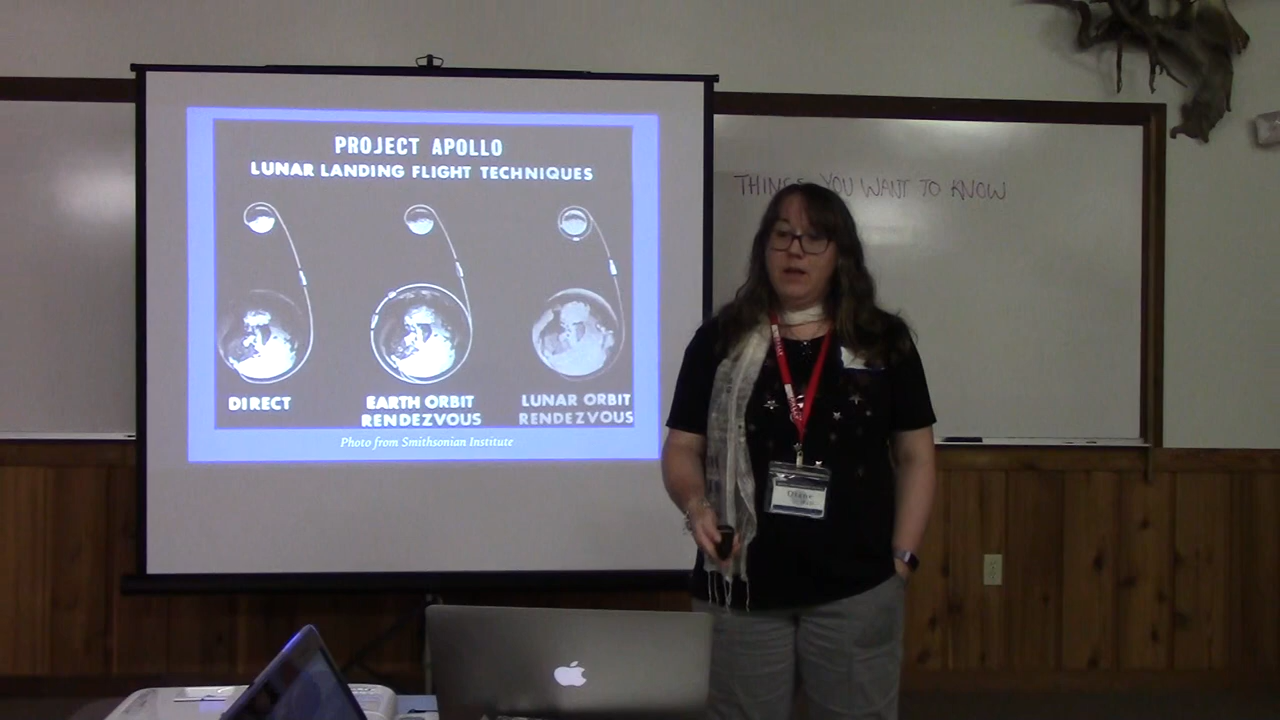 PROJECT APOLLO
LUNAR LANDING FLIGHT TECHNIQUES
DIRECT
EARTH ORBIT
RENDEZVOUS
LUNAR ORBIT
RENDEZVOUS
Photo from Smithsonian Institute
THINGS YOU WANT TO KNOW